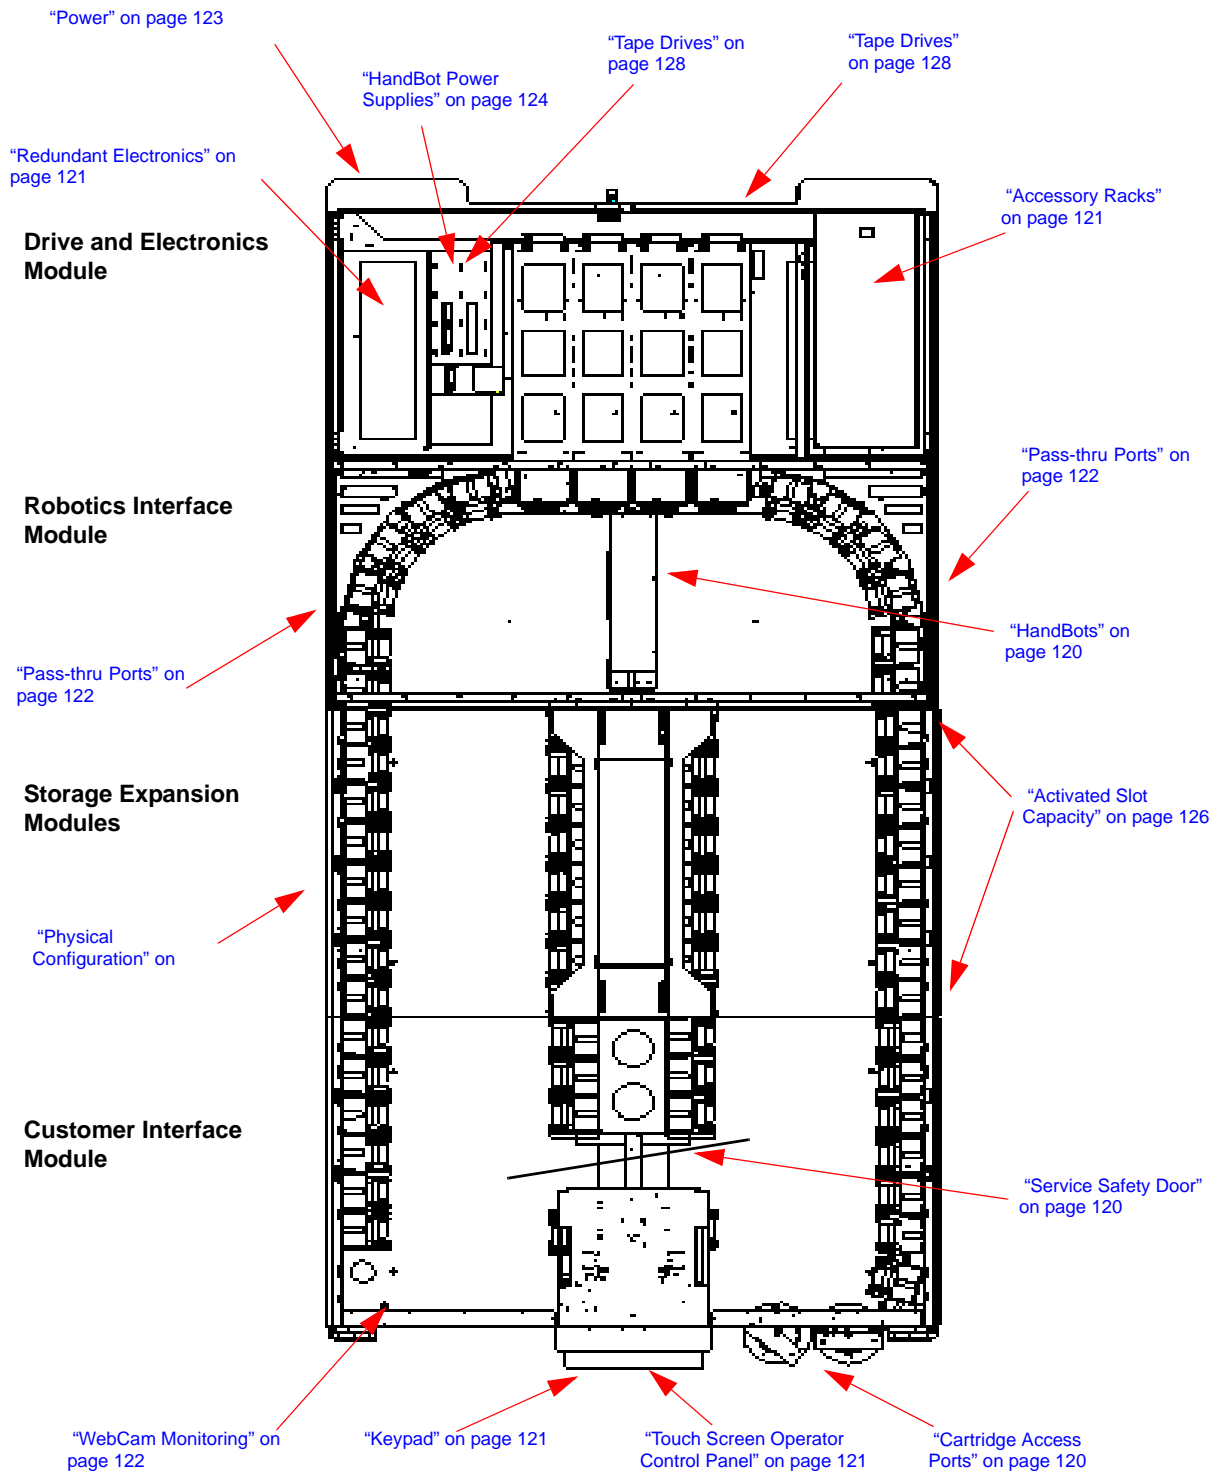 “Power” on page 123
“Tape Drives” on
page 128
“Tape Drives”
on page 128
“HandBot Power
Supplies” on page 124
“Redundant Electronics” on
page 121
“Accessory Racks”
on page 121
Drive and Electronics
Module
“Pass-thru Ports” on
page 122
Robotics Interface
Module
“HandBots” on
page 120
“Pass-thru Ports” on
page 122
Storage Expansion
Modules
“Activated Slot
Capacity” on page 126
“Physical
Configuration” on
Customer Interface
Module
“Service Safety Door”
on page 120
“WebCam Monitoring” on
page 122
“Keypad” on page 121
“Touch Screen Operator
Control Panel” on page 121
“Cartridge Access
Ports” on page 120